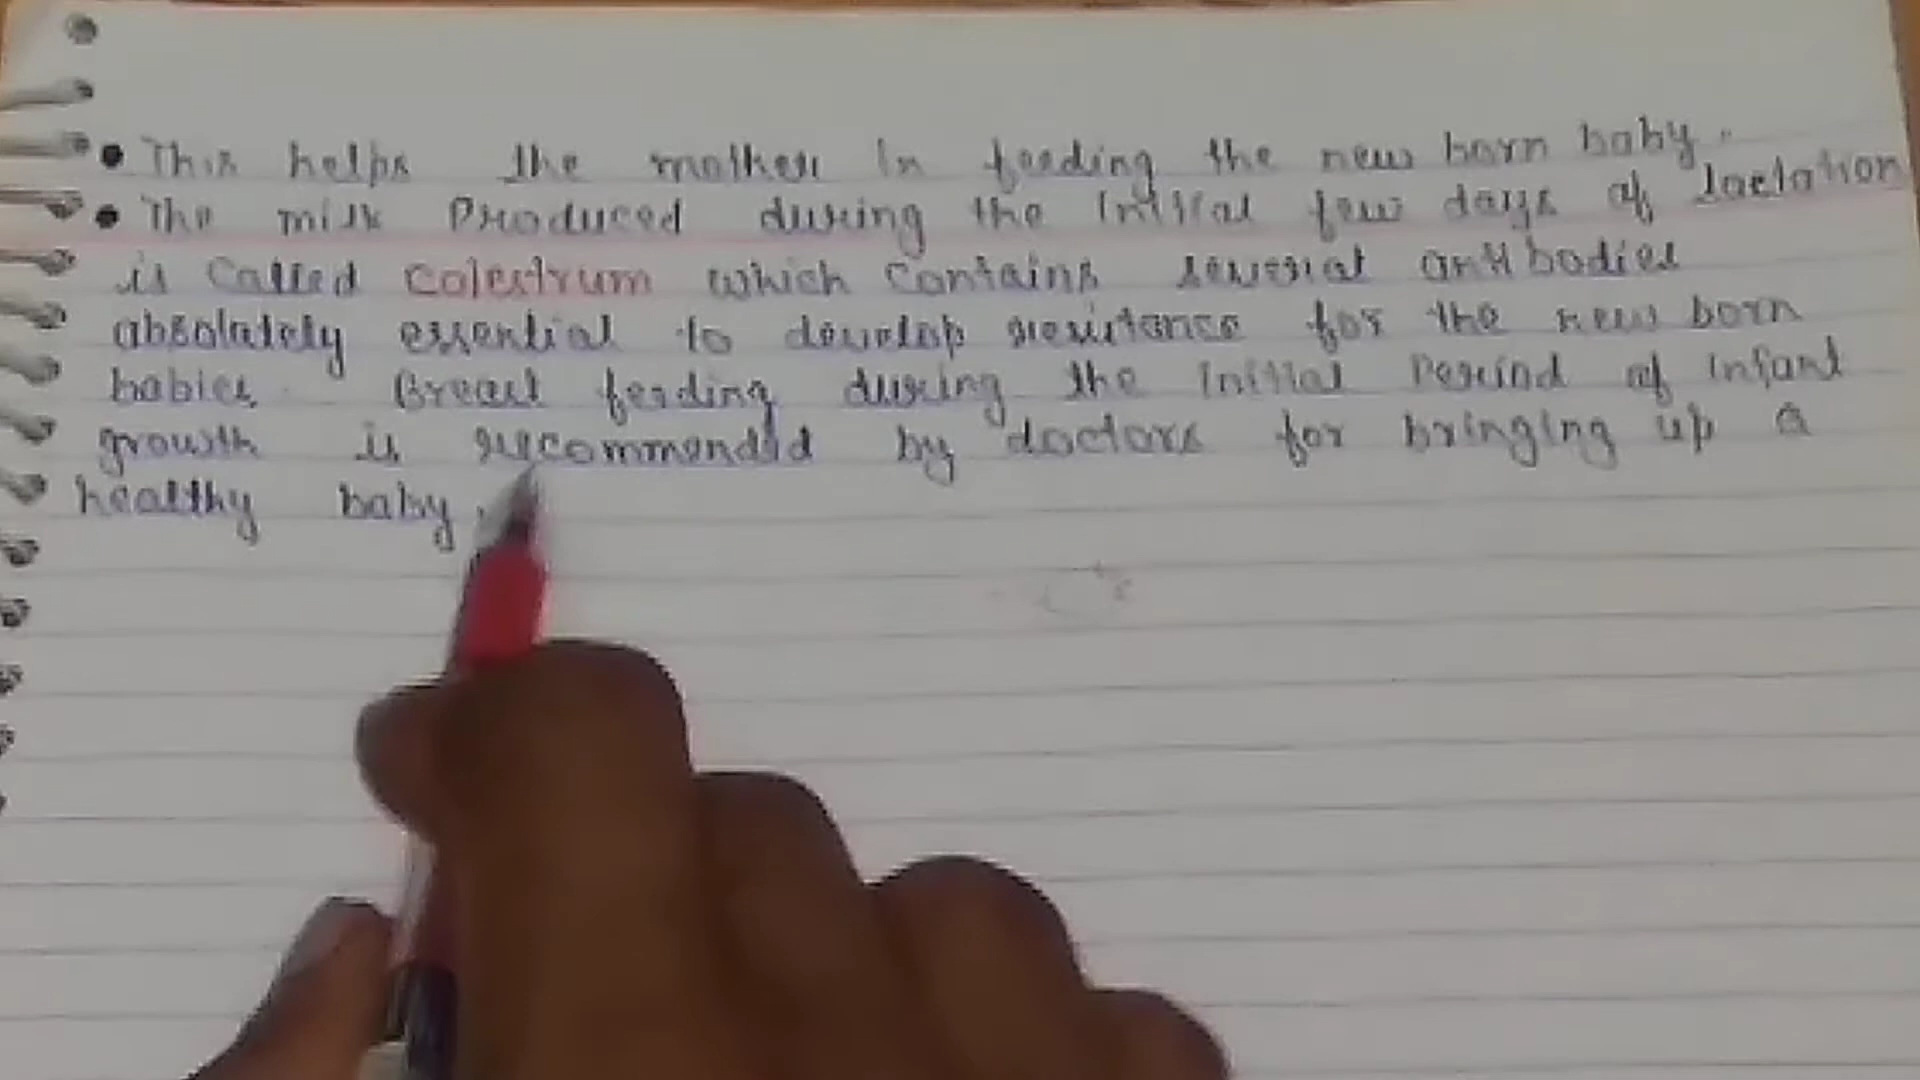 • This helps the mother In feeding the new born baby.
• The milk Produced during the Initial few days of lactation
is Called Colestrum which Contains several antibodies
absolately essential to develop resistance for the new born
babies. Breast feeding during the Initial Period of Infant
growth is recommended by doctors for bringing up a
healthy baby.